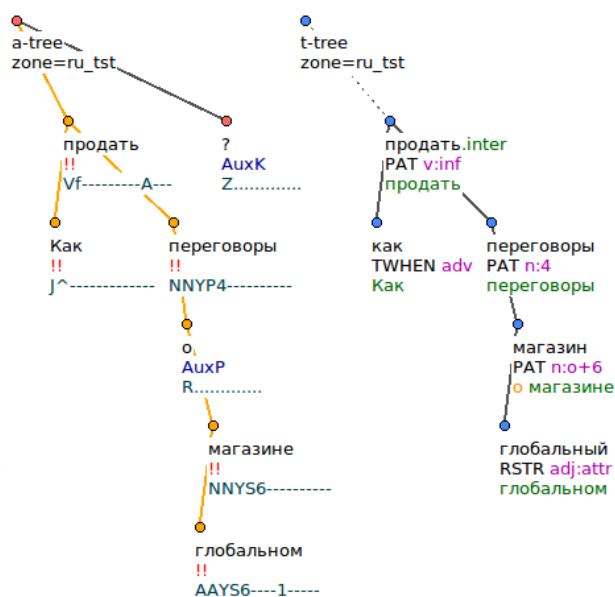 a-tree
zone=ru_tst
продать
!!
Vf---------A---
?
AuxK
Z.............
Как
!!
J^-------------
переговоры
!!
NNYP4----------
о
AuxP
R.............
магазине
!!
NNYS6----------
глобальном
!!
AAYS6----1-----
t-tree
zone=ru_tst
продать.inter
PAT v:inf
продать
как
TWHEN adv
Как
переговоры
PAT n:4
переговоры
магазин
PAT n:о+6
о магазине
глобальный
RSTR adj:attr
глобальном